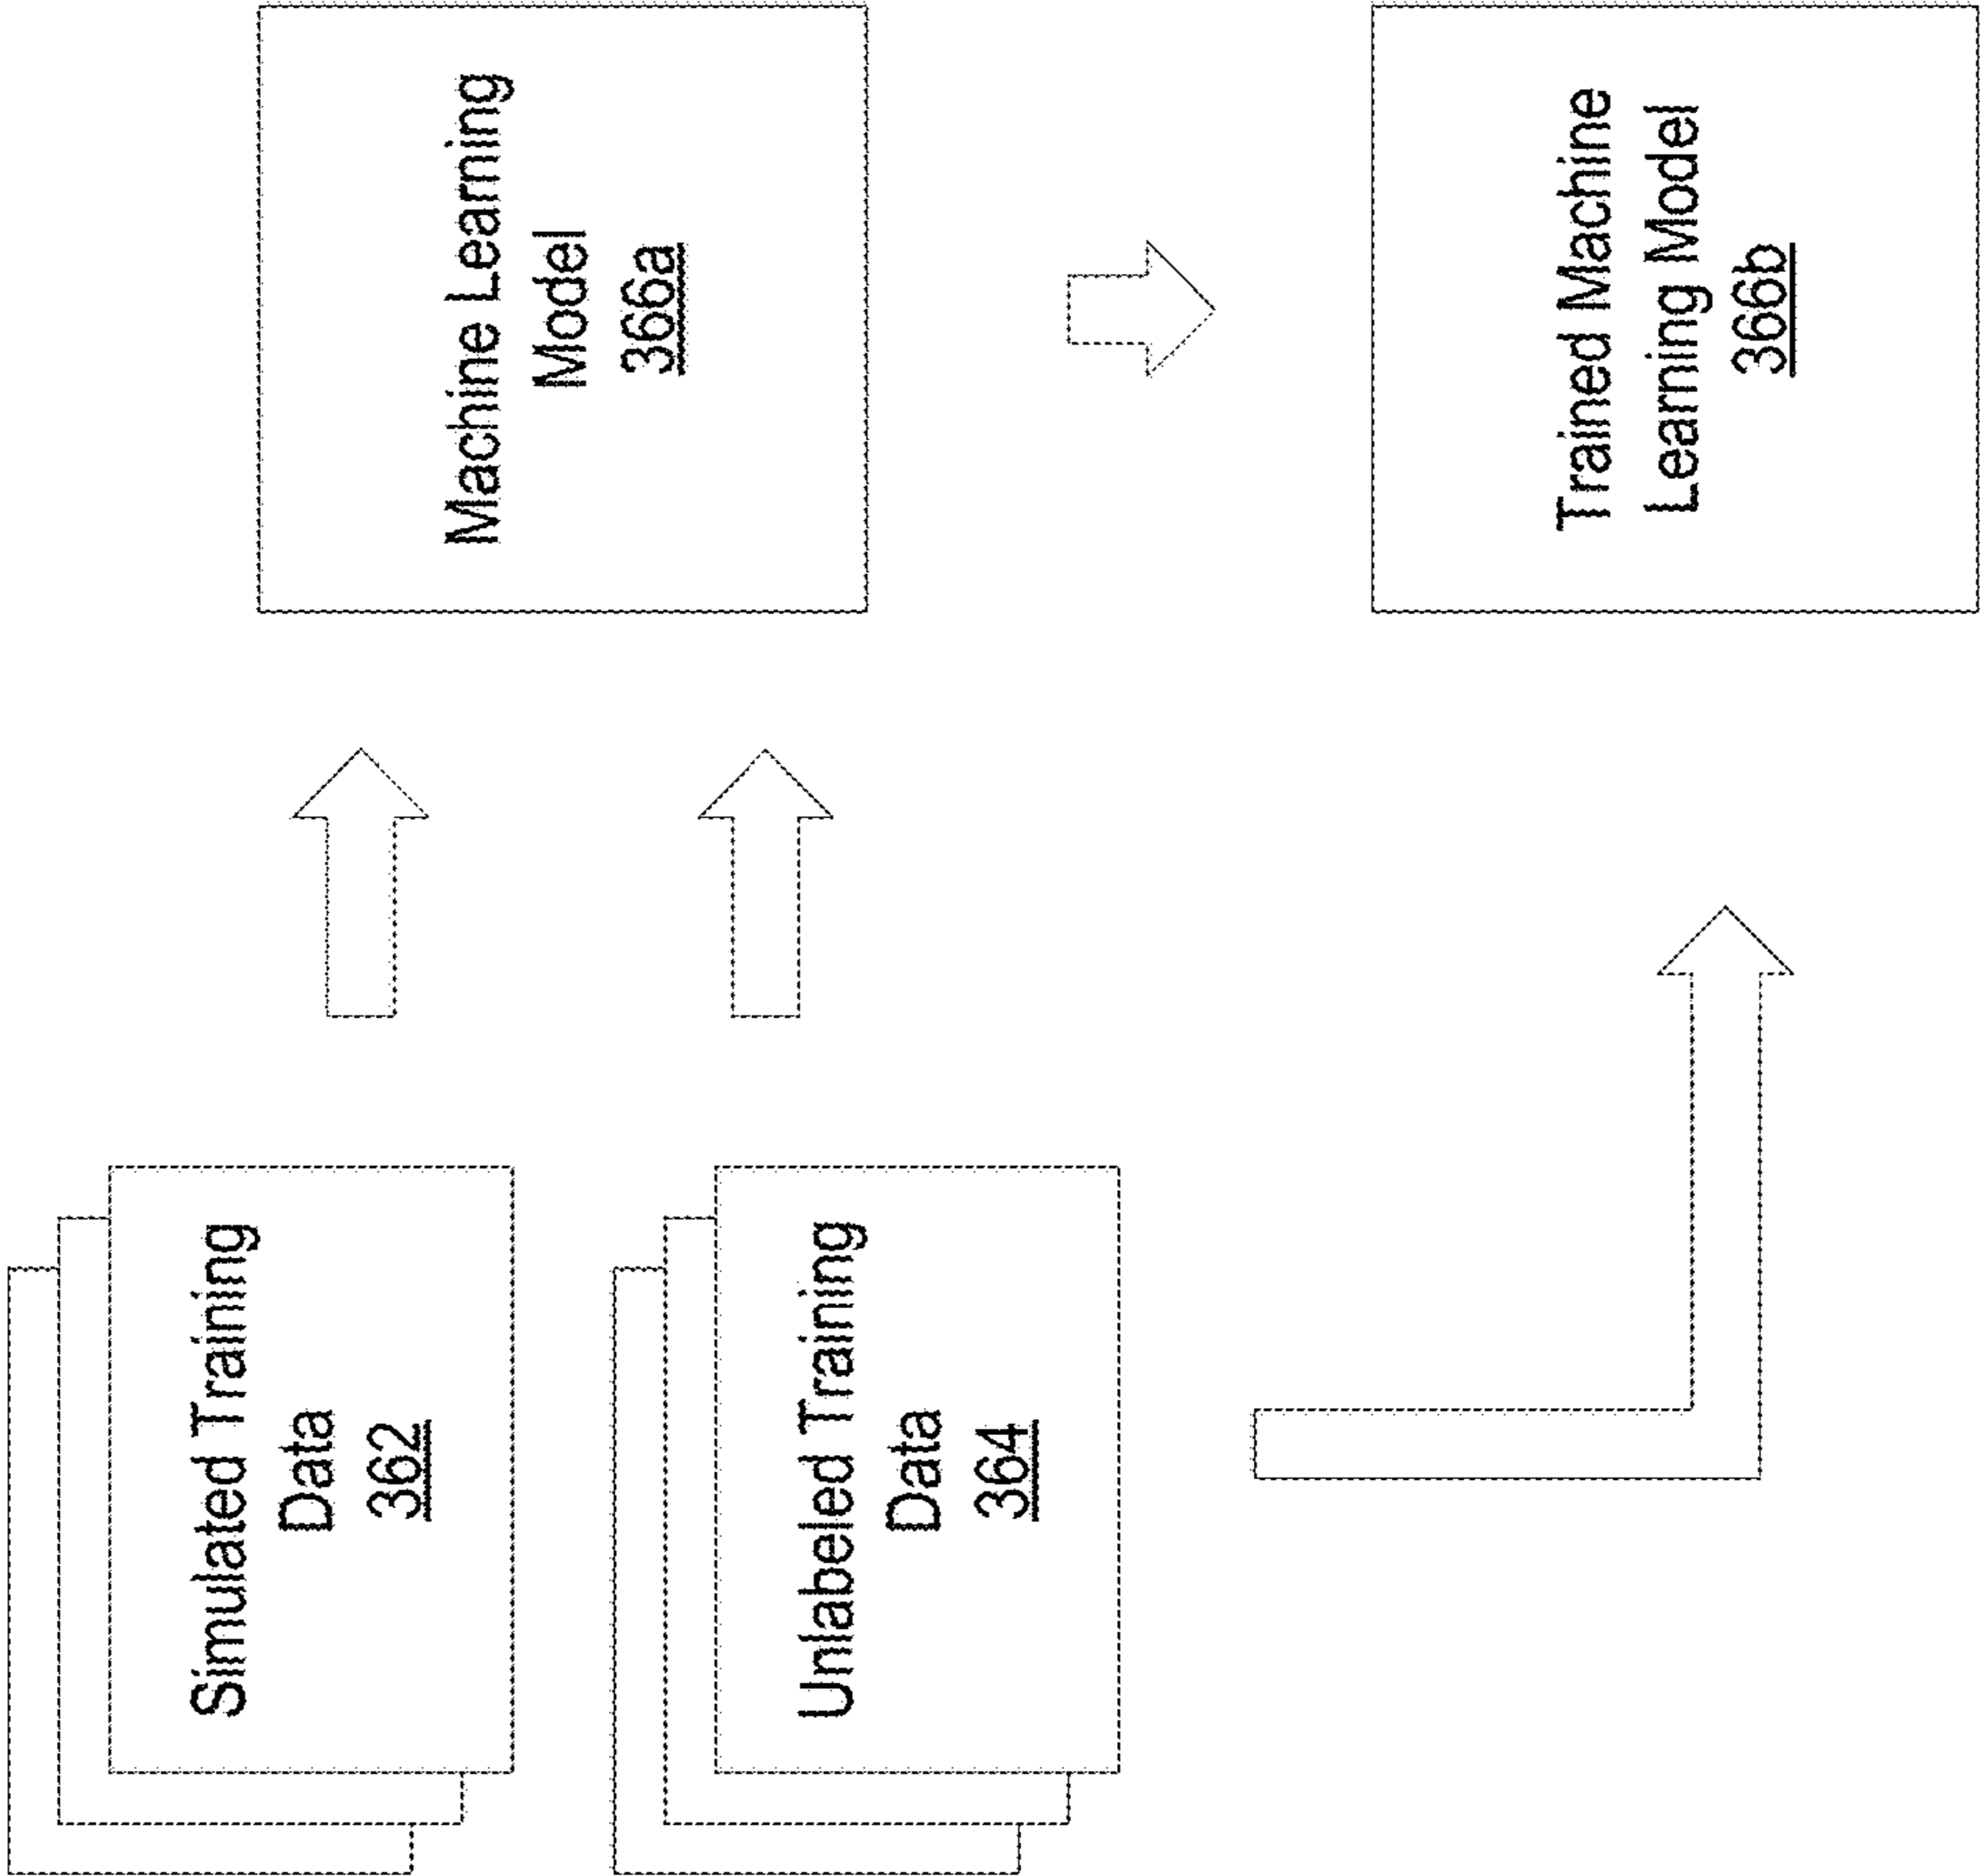 Simulated Training
Data
362
Machine Learning
Model
366a
Unlabeled Training
Data
364
Trained Machine
Learning Model
366b